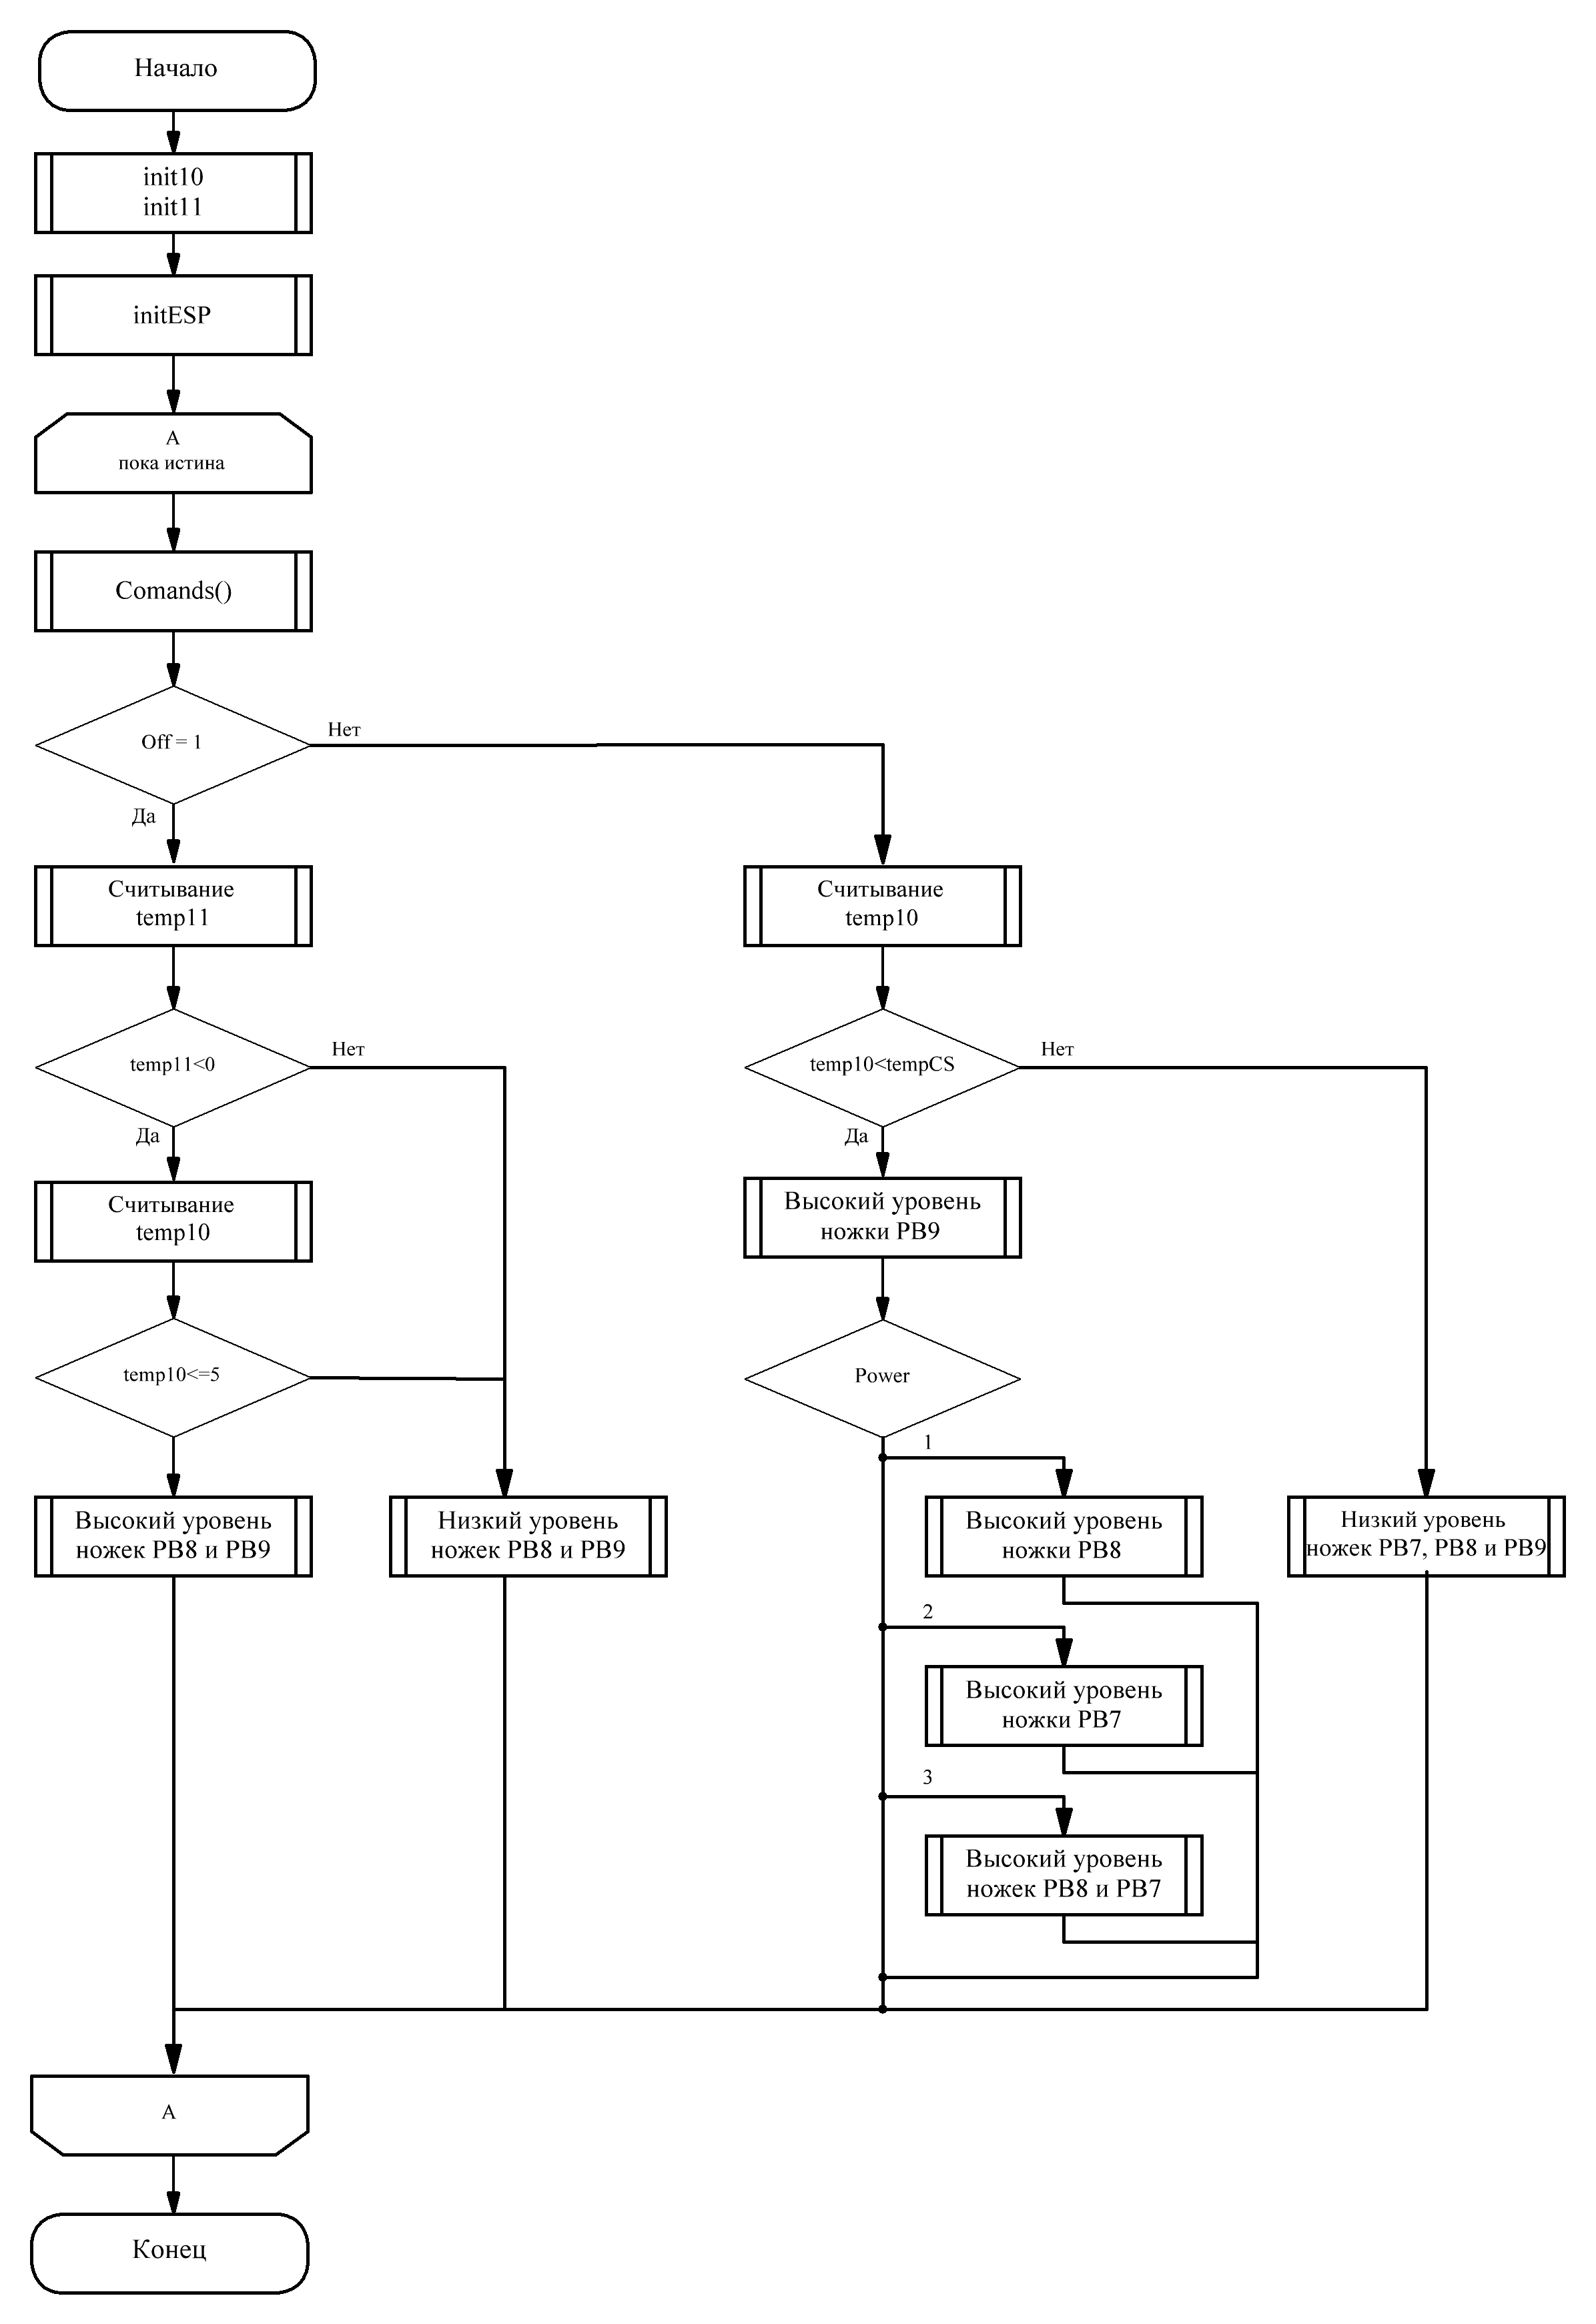 Начало
init10
init11
initESP
А
пока истина
Comands()
Off = 1
Нет
Да
Считывание
temp11
Считывание
temp10
temp11<0
Нет
temp10<tempCS
Нет
Да
Да
Считывание
temp10
Высокий уровень
ножки PB9
temp10<=5
Power
1
Высокий уровень
ножек PB8 и PB9
Низкий уровень
ножек PB8 и PB9
Высокий уровень
ножки PB8
Низкий уровень
ножек PB7, PB8 и PB9
2
Высокий уровень
ножки PB7
3
Высокий уровень
ножек PB8 и PB7
А
Конец